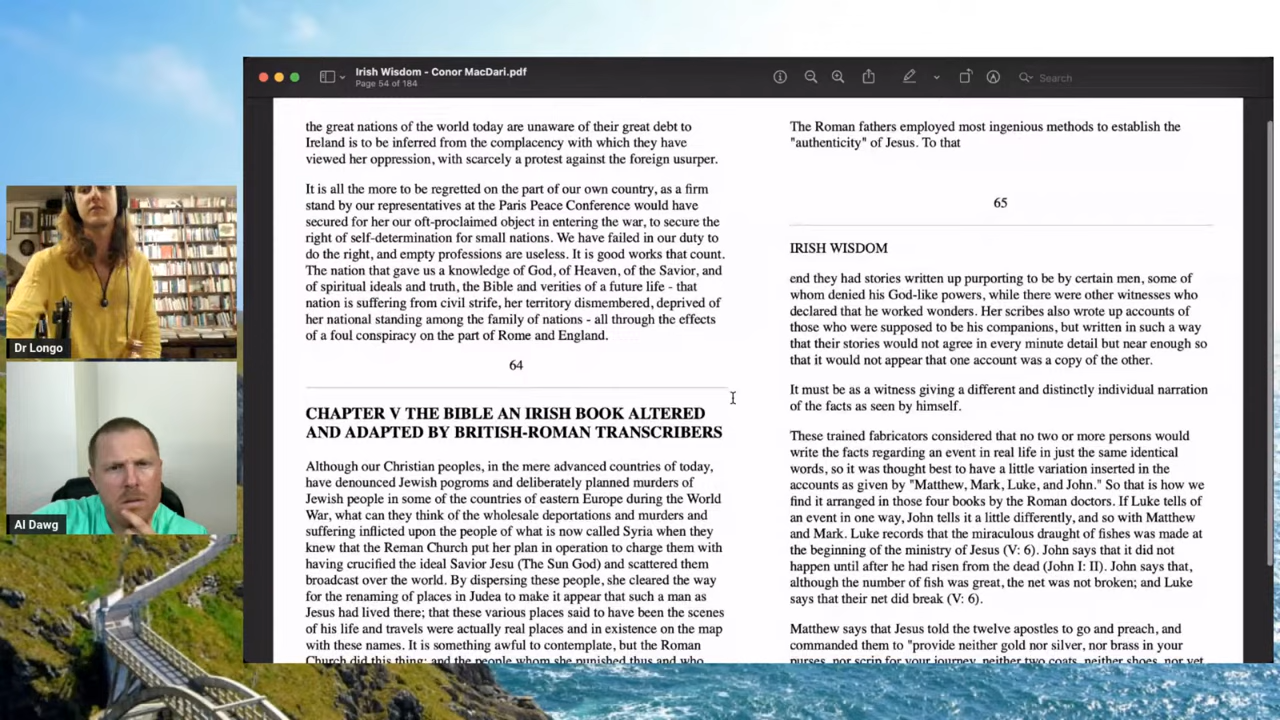 Irish Wisdom - Conor MacDari.pdf
Page 54 of 184
Search
the great nations of the world today are unaware of their great debt to
Ireland is to be inferred from the complacency with which they have
viewed her oppression, with scarcely a protest against the foreign usurper.
It is all the more to be regretted on the part of our own country, as a firm
stand by our representatives at the Paris Peace Conference would have
secured for her our oft-proclaimed object in entering the war, to secure the
right of self-determination for small nations. We have failed in our duty to
do the right, and empty professions are useless. It is good works that count.
The nation that gave us a knowledge of God, of Heaven, of the Savior, and
of spiritual ideals and truth, the Bible and verities of a future life - that
nation is suffering from civil strife, her territory dismembered, deprived of
her national standing among the family of nations - all through the effects
of a foul conspiracy on the part of Rome and England.
64
CHAPTER V THE BIBLE AN IRISH BOOK ALTERED
AND ADAPTED BY BRITISH-ROMAN TRANSCRIBERS
Although our Christian peoples, in the mere advanced countries of today,
have denounced Jewish pogroms and deliberately planned murders of
Jewish people in some of the countries of eastern Europe during the World
War, what can they think of the wholesale deportations and murders and
suffering inflicted upon the people of what is now called Syria when they
knew that the Reman Church put her plan in operation to charge them with
having crucified the ideal Savior Jesu (The Sun God) and scattered them
broadcast over the world. By dispersing these people, she cleared the way
for the renaming of places in Judea to make it appear that such a man as
Jesus had lived there; that these various places said to have been the scenes
of his life and travels were actually real places and in existence on the map
with these names. It is something awful to contemplate, but the Roman
Church did this thing; and the people whom she punished thus and who
The Roman fathers employed most ingenious methods to establish the
"authenticity" of Jesus. To that
65
IRISH WISDOM
end they had stories written up purporting to be by certain men, some of
whom denied his God-like powers, while there were other witnesses who
declared that he worked wonders. Her scribes also wrote up accounts of
those who were supposed to be his companions, but written in such a way
that their stories would not agree in every minute detail but near enough so
that it would not appear that one account was a copy of the other.
It must be as a witness giving a different and distinctly individual narration
of the facts as seen by himself.
These trained fabricators considered that no two or more persons would
write the facts regarding an event in real life in just the same identical
words, so it was thought best to have a little variation inserted in the
accounts as given by "Matthew, Mark, Luke, and John." So that is how we
find it arranged in those four books by the Roman doctors. If Luke tells of
an event in one way, John tells it a little differently, and so with Matthew
and Mark. Luke records that the miraculous draught of fishes was made at
the beginning of the ministry of Jesus (V: 6). John says that it did not
happen until after he had risen from the dead (John I: II). John says that,
although the number of fish was great, the net was not broken; and Luke
says that their net did break (V: 6).
Matthew says that Jesus told the twelve apostles to go and preach, and
commanded them to "provide neither gold nor silver, nor brass in your
purses, nor scrip for your journey, neither two coats, neither shoes, nor yet
Dr Longo
Al Dawg